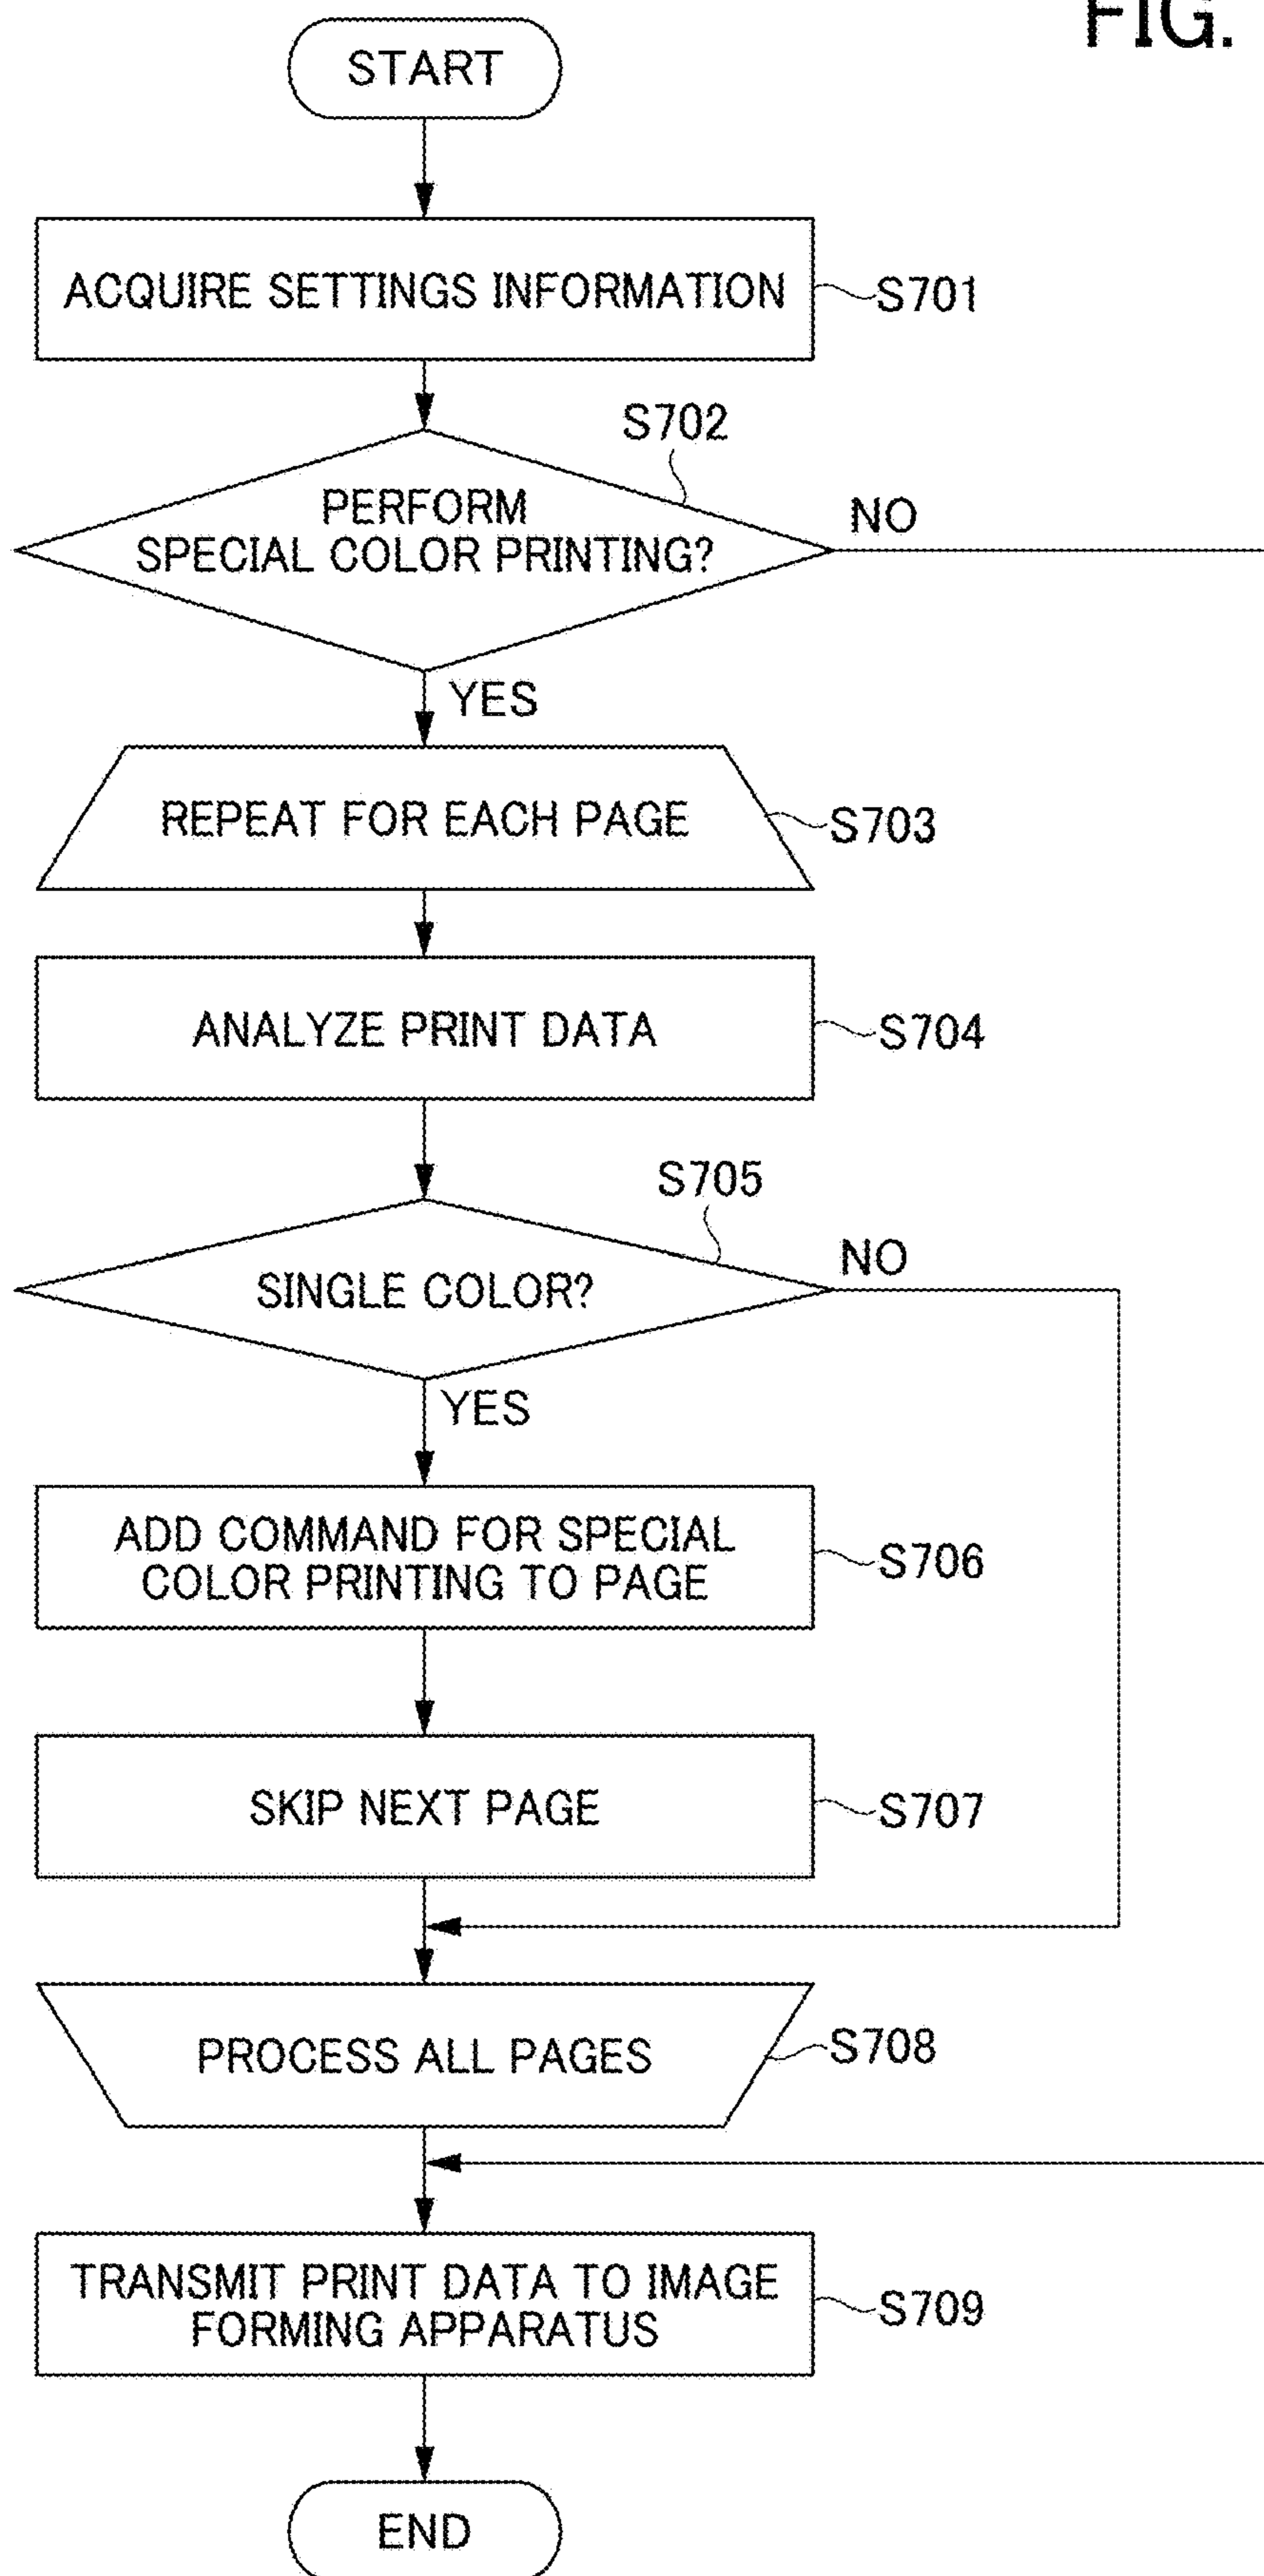 FIG.
START
ACQUIRE SETTINGS INFORMATION
S701
S702
PERFORM
SPECIAL COLOR PRINTING?
NO
YES
REPEAT FOR EACH PAGE
S703
ANALYZE PRINT DATA
S704
S705
SINGLE COLOR?
NO
YES
ADD COMMAND FOR SPECIAL
COLOR PRINTING TO PAGE
S706
SKIP NEXT PAGE
S707
PROCESS ALL PAGES
S708
TRANSMIT PRINT DATA TO IMAGE
FORMING APPARATUS
S709
END